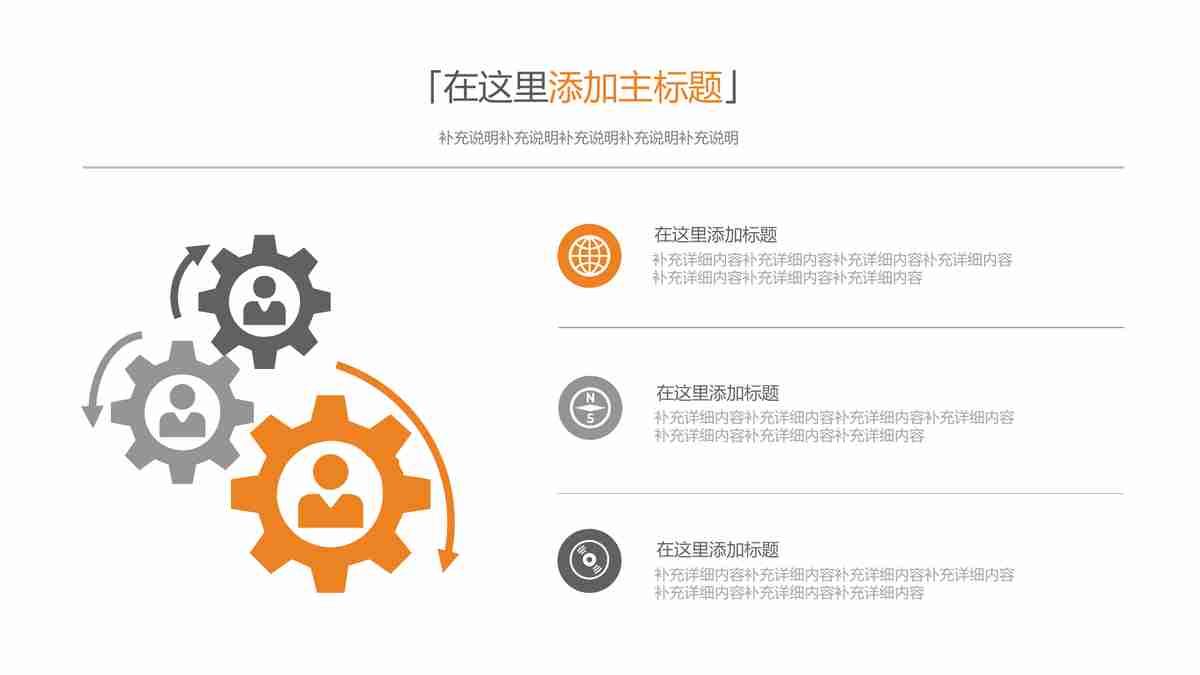 「在这里添加主标题」
补充说明补充说明补充说明补充说明补充说明
在这里添加标题
补充详细内容补充详细内容补充详细内容补充详细内容
补充详细内容补充详细内容补充详细内容
N
S
在这里添加标题
补充详细内容补充详细内容补充详细内容补充详细内容
补充详细内容补充详细内容补充详细内容
在这里添加标题
补充详细内容补充详细内容补充详细内容补充详细内容
补充详细内容补充详细内容补充详细内容